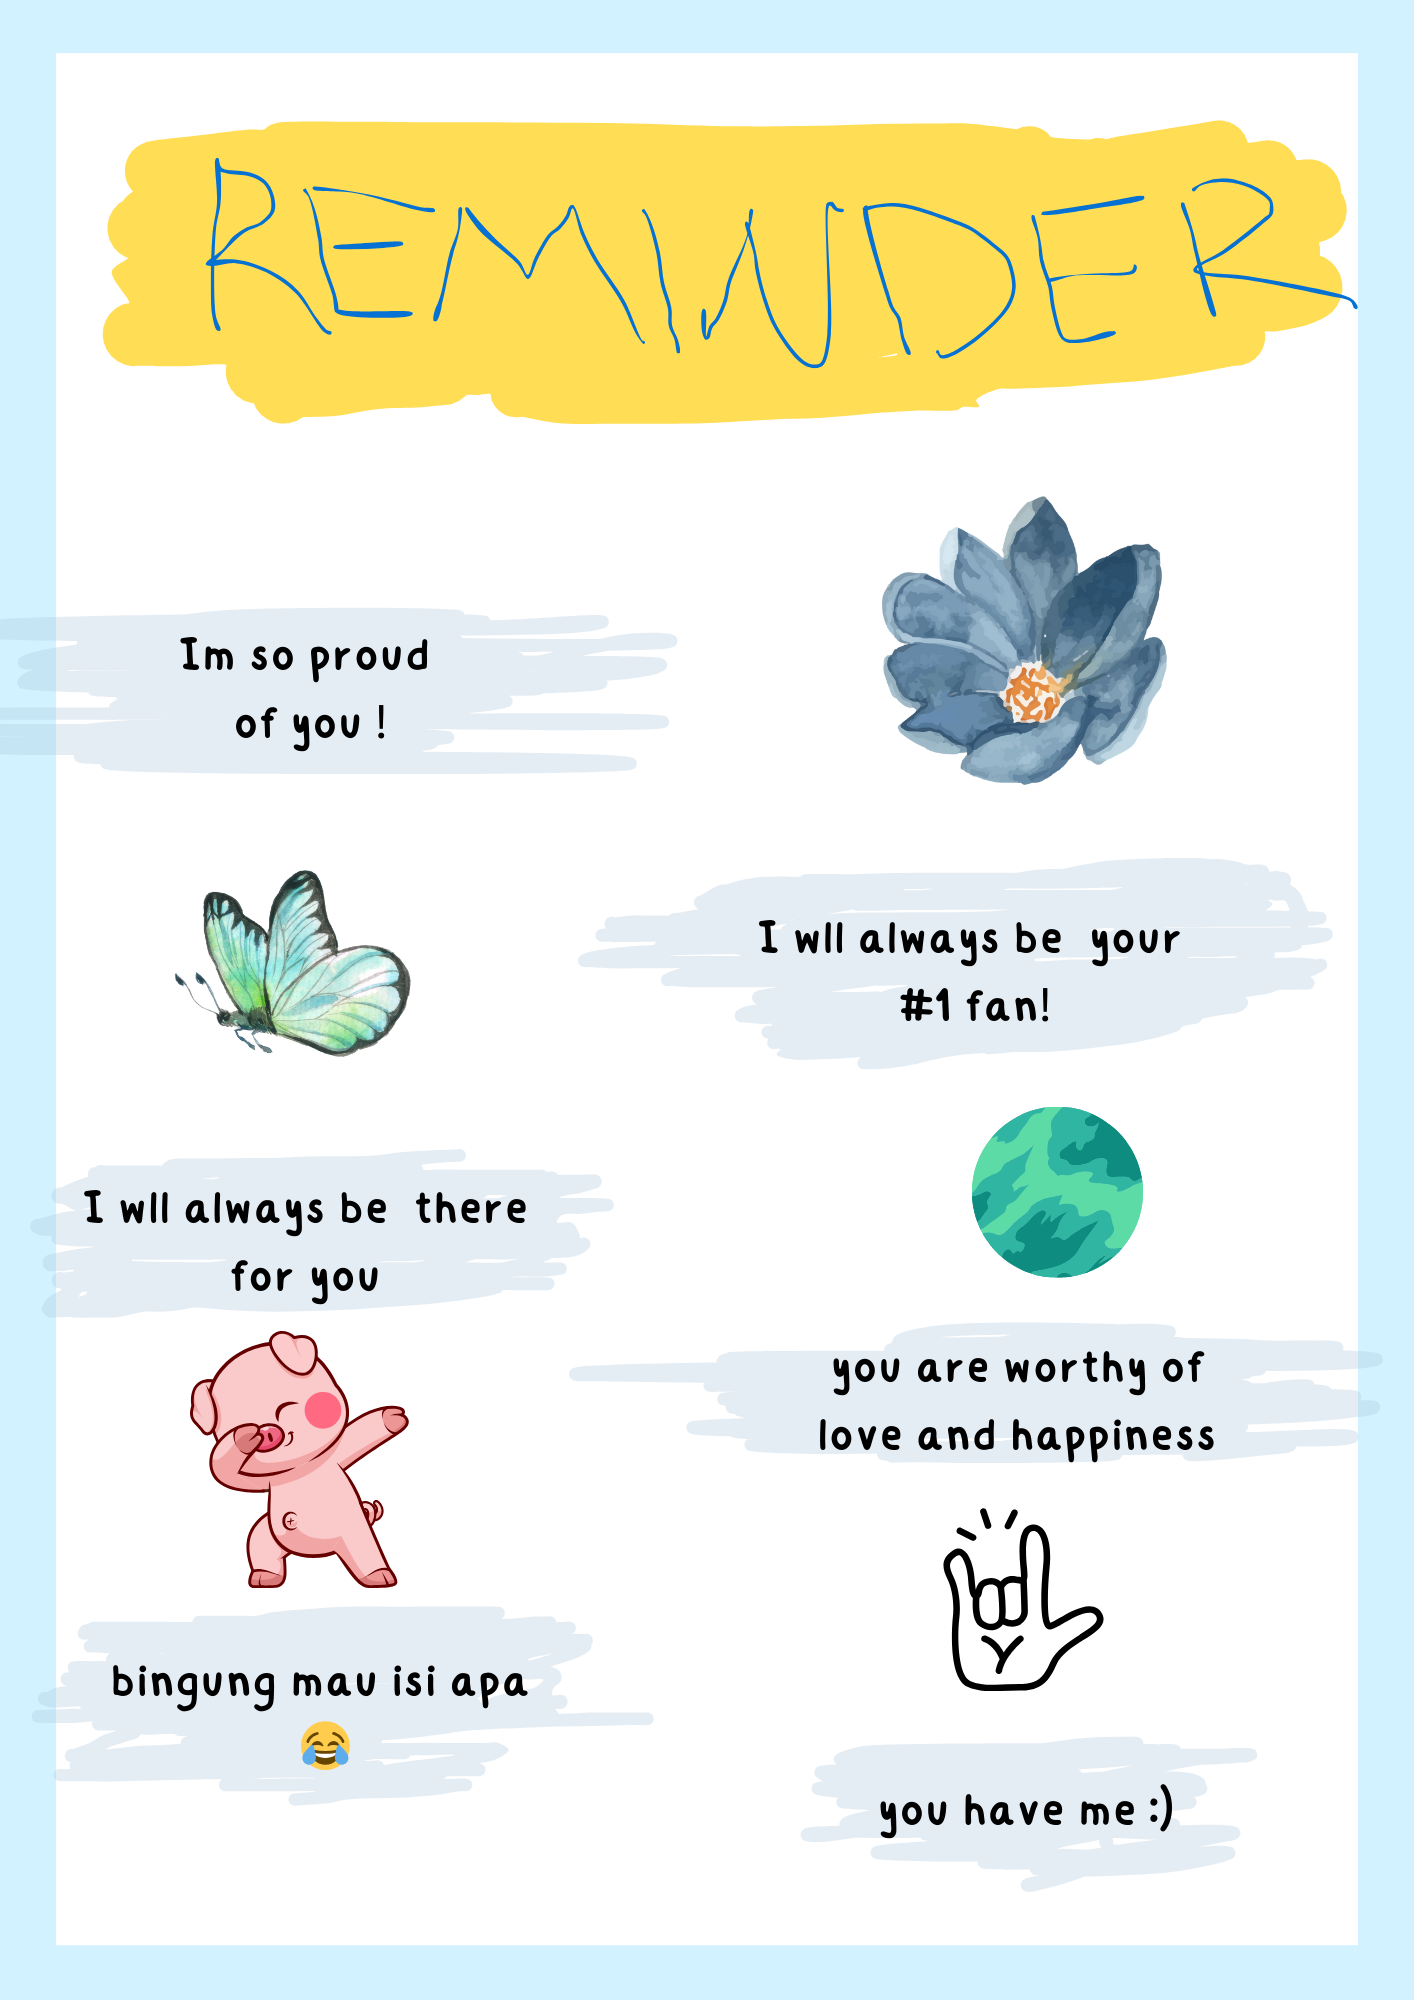 REMINDER
Im so proud
of you !
I wll always be your
#1 fan!
I wll always be there
for you
you are worthy of
love and happiness
bingung mau isi apa
😂
you have me :)